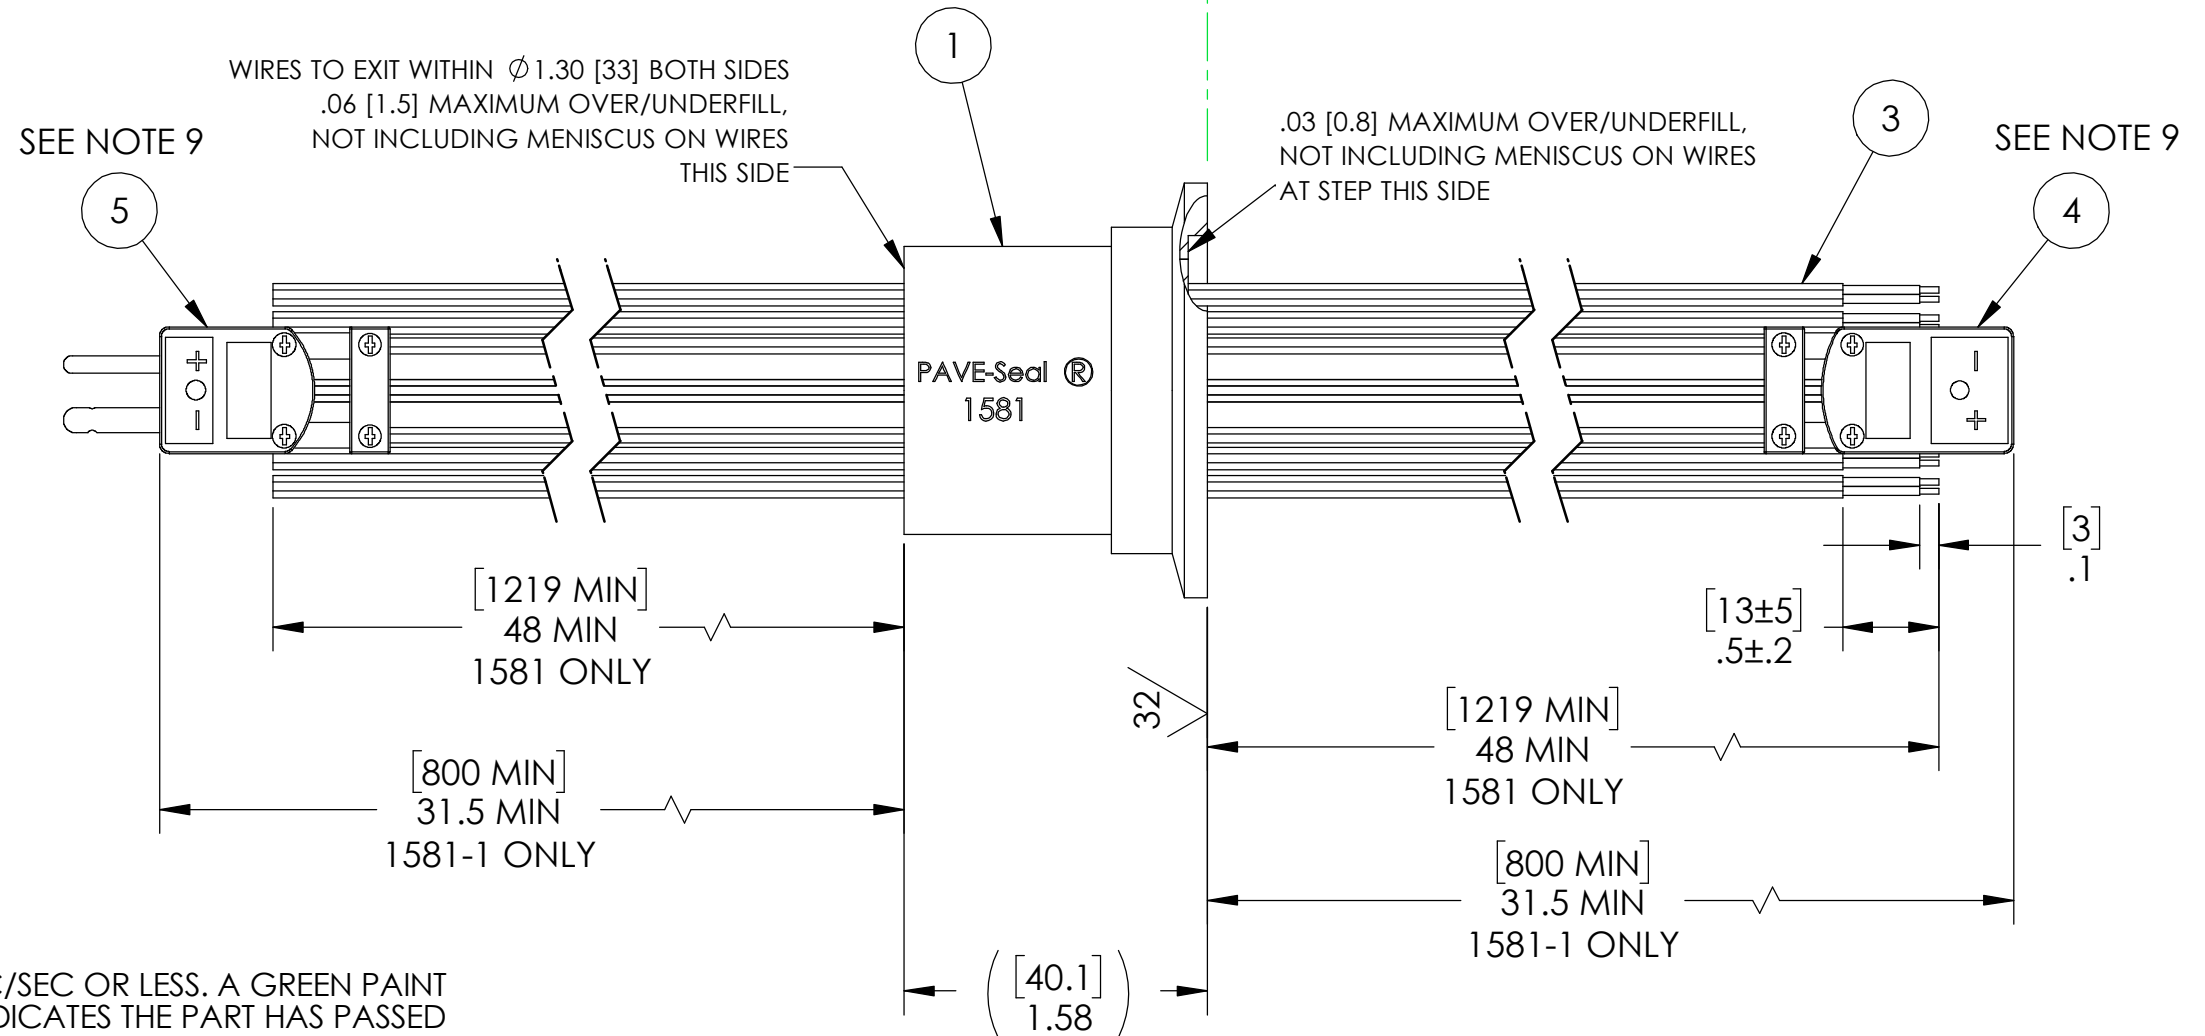 1
WIRES TO EXIT WITHIN ∅1.30 [33] BOTH SIDES
.06 [1.5] MAXIMUM OVER/UNDERFILL,
NOT INCLUDING MENISCUS ON WIRES
THIS SIDE
.03 [0.8] MAXIMUM OVER/UNDERFILL,
NOT INCLUDING MENISCUS ON WIRES
AT STEP THIS SIDE
3
SEE NOTE 9
SEE NOTE 9
5
4
+
-
PAVE-Seal ®
1581
-
+
[3]
.1
[1219 MIN]
48 MIN
1581 ONLY
[13±5]
.5±.2
32
[1219 MIN]
48 MIN
1581 ONLY
[800 MIN]
31.5 MIN
1581-1 ONLY
[800 MIN]
31.5 MIN
1581-1 ONLY
([40.1]
1.58)
/SEC OR LESS. A GREEN PAINT
DICATES THE PART HAS PASSED